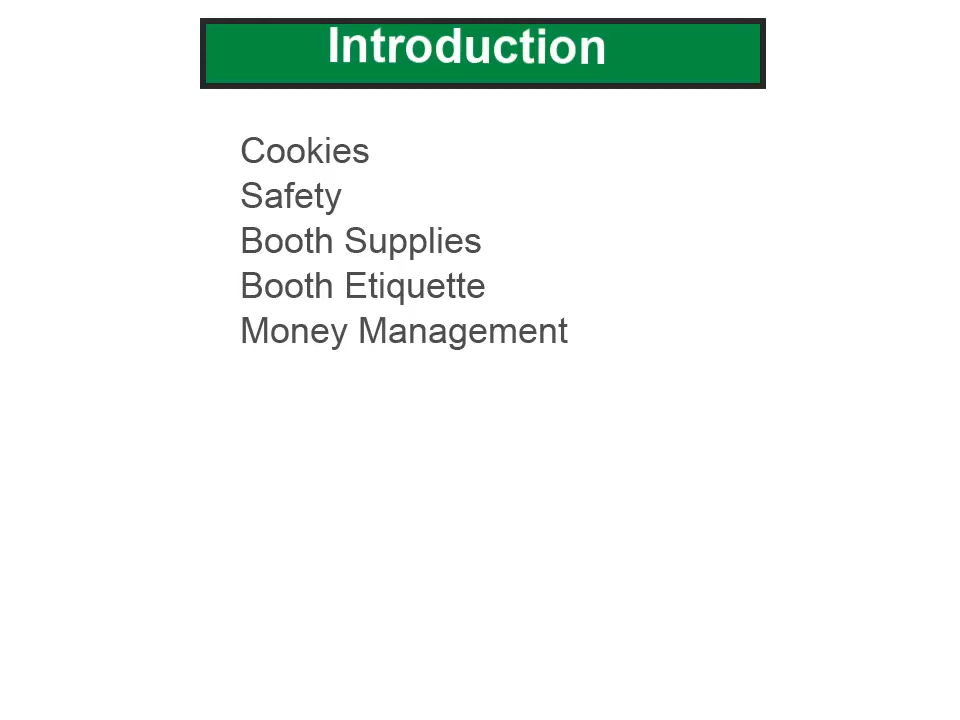 Introduction
Cookies
Safety
Booth Supplies
Booth Etiquette
Money Management